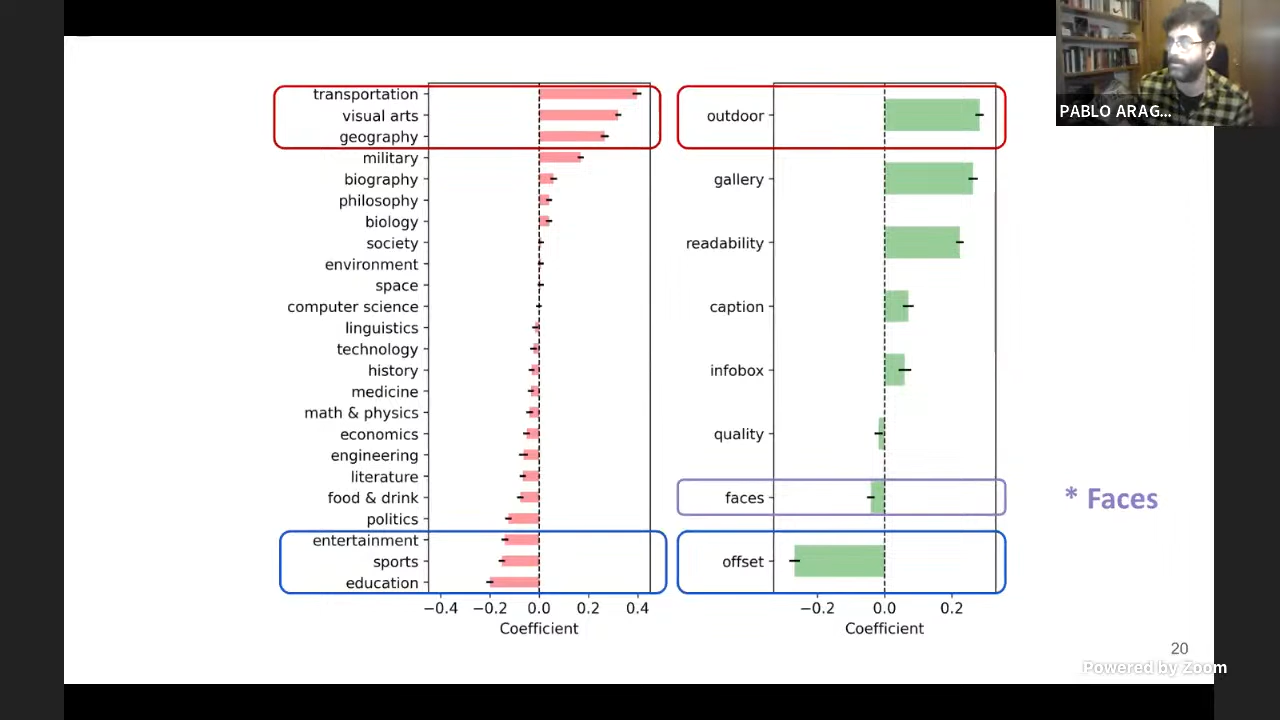 PABLO ARAG...
transportation
visual arts
geography
military
biography
philosophy
biology
society
environment
space
computer science
linguistics
technology
history
medicine
math & physics
economics
engineering
literature
food & drink
politics
entertainment
sports
education
−0.4 −0.2 0.0 0.2 0.4
Coefficient
outdoor
gallery
readability
caption
infobox
quality
faces
offset
−0.2 0.0 0.2
Coefficient
* Faces
20
Powered by Zoom